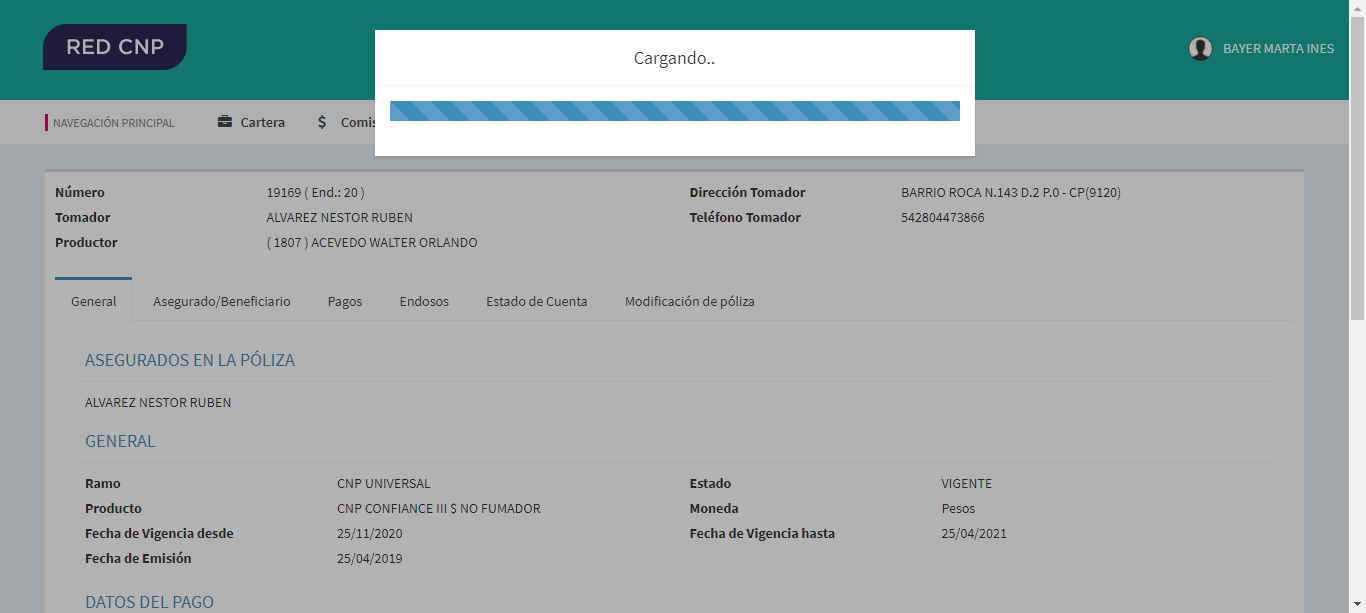 RED CNP
Cargando..
BAYER MARTA INES
NAVEGACIÓN PRINCIPAL
Cartera
$ Comis
Número 19169 ( End.: 20 ) Dirección Tomador BARRIO ROCA N.143 D.2 P.0 - CP(9120)
Tomador ALVAREZ NESTOR RUBEN Teléfono Tomador 542804473866
Productor ( 1807 ) ACEVEDO WALTER ORLANDO
General Asegurado/Beneficiario Pagos Endosos Estado de Cuenta Modificación de póliza
ASEGURADOS EN LA PÓLIZA
ALVAREZ NESTOR RUBEN
GENERAL
Ramo CNP UNIVERSAL Estado VIGENTE
Producto CNP CONFIANCE III $ NO FUMADOR Moneda Pesos
Fecha de Vigencia desde 25/11/2020 Fecha de Vigencia hasta 25/04/2021
Fecha de Emisión 25/04/2019
DATOS DEL PAGO